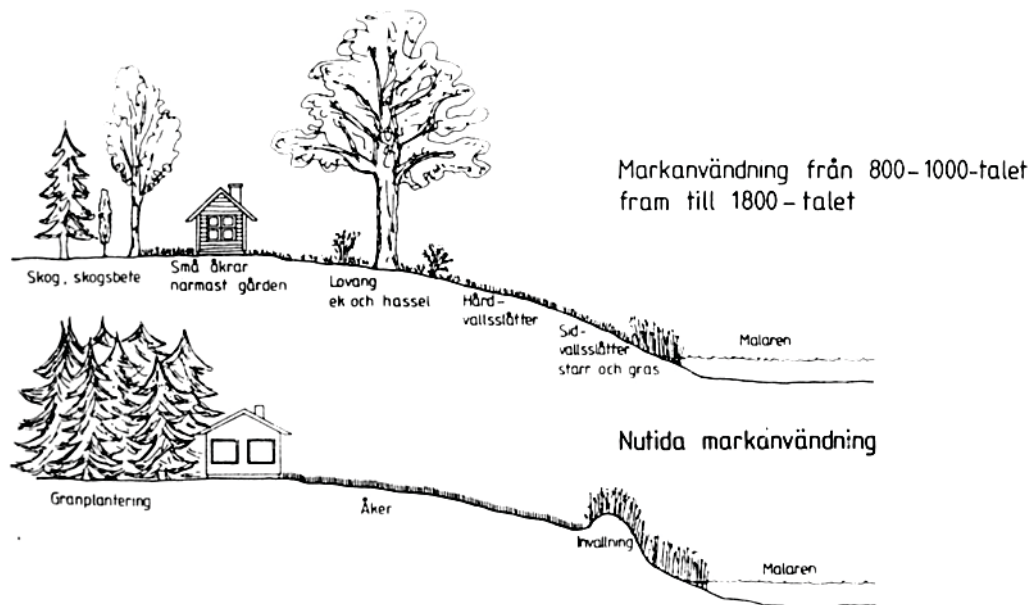 Markanvändning från 800-1000-talet
fram till 1800-talet
Skog, skogsbete
Små åkrar
narmast gården
Lovang
ek och hassel
Hård-
vallsslåtter
Sid-
vallsslåtter
starr och gras
Malaren
Nutida markanvändning
Granplantering
Åker
Invallning
Malaren